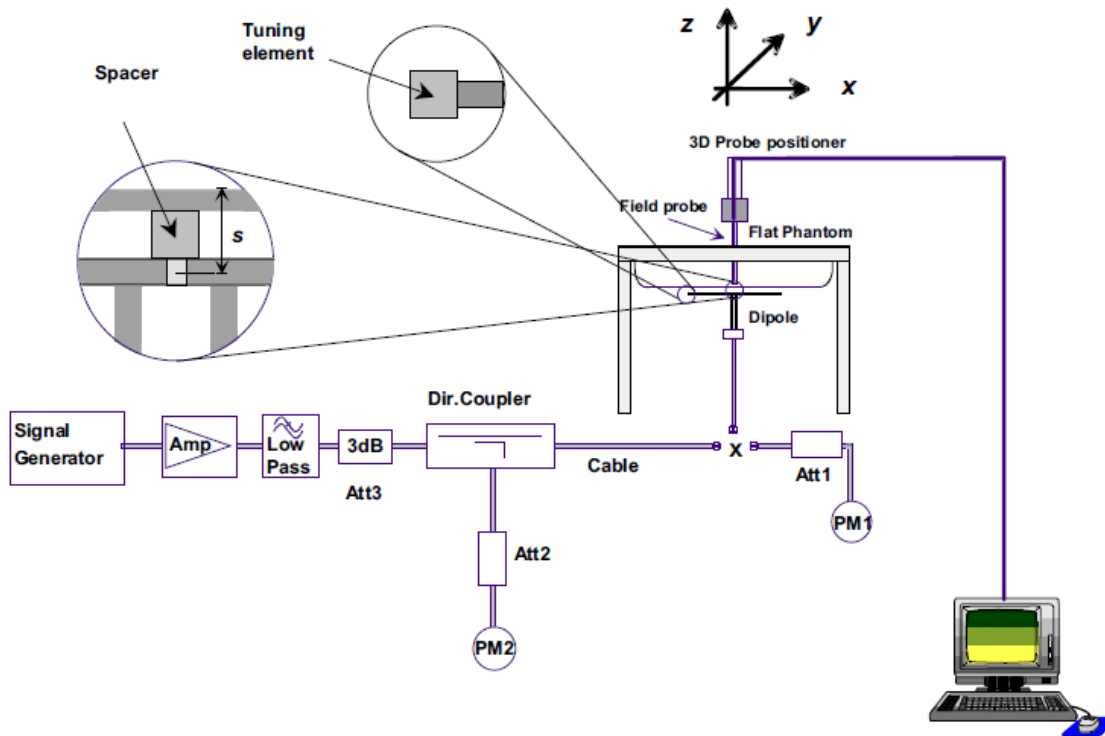 Tuning
element
Spacer
z
y
x
3D Probe positioner
Field probe
Flat Phantom
s
Dipole
Dir.Coupler
Signal
Generator
Amp
Low
Pass
3dB
Att3
Cable
x
Att1
PM1
Att2
PM2